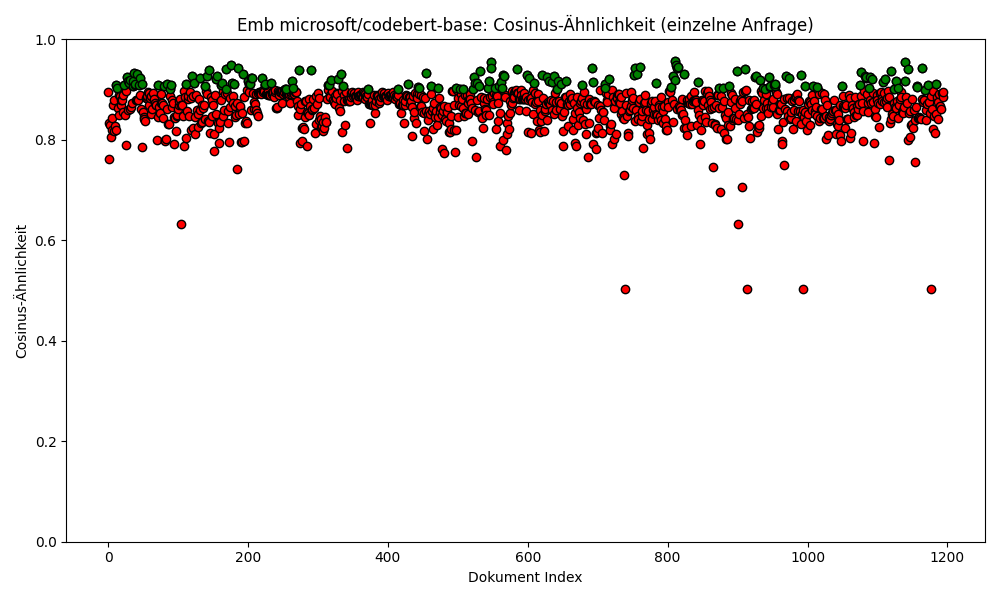 Emb microsoft/codebert-base: Cosinus-Ähnlichkeit (einzelne Anfrage)
1.0
0.8
0.6
0.4
0.2
0.0
Cosinus-Ähnlichkeit
0 200 400 600 800 1000 1200
Dokument Index